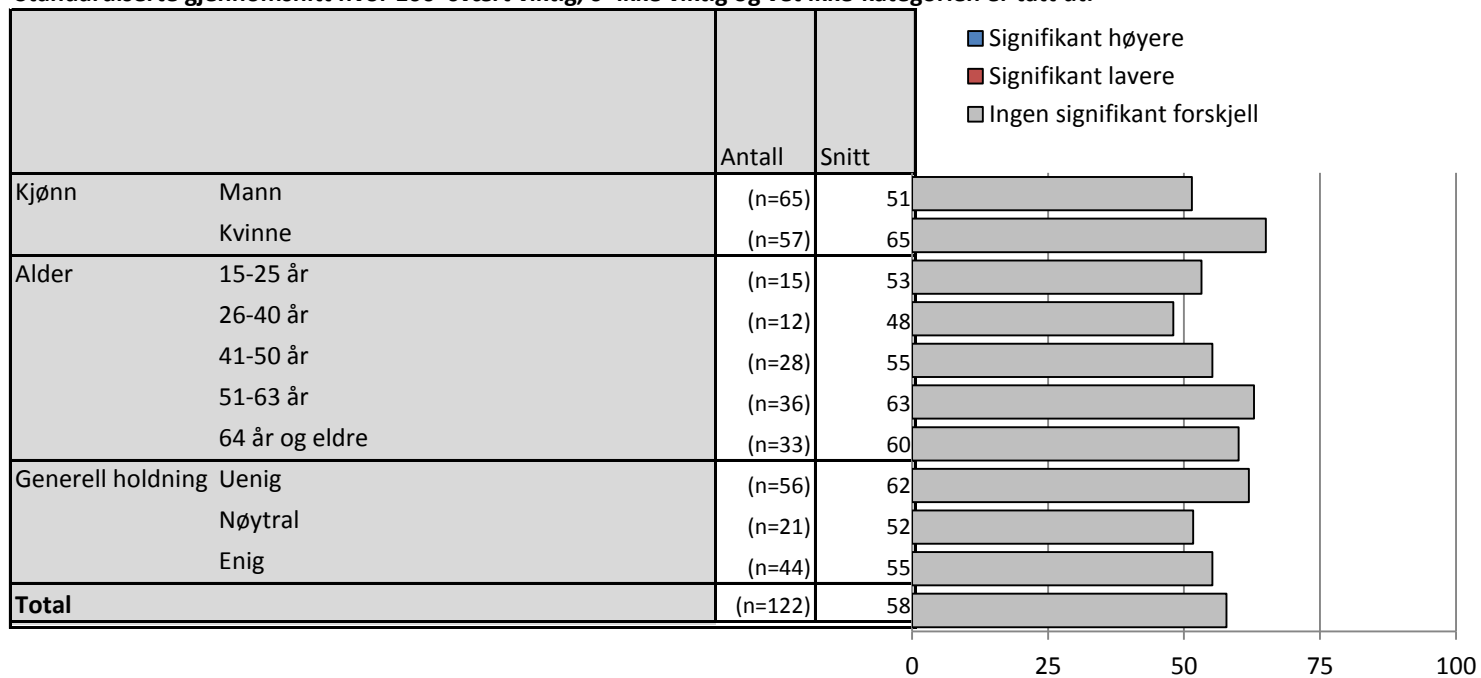 Signifikant høyere
Signifikant lavere
Ingen signifikant forskjell
Antall Snitt
Kjønn Mann (n=65) 51
Kvinne (n=57) 65
Alder 15-25 år (n=15) 53
26-40 år (n=12) 48
41-50 år (n=28) 55
51-63 år (n=36) 63
64 år og eldre (n=33) 60
Generell holdning Uenig (n=56) 62
Nøytral (n=21) 52
Enig (n=44) 55
Total (n=122) 58
0 25 50 75 100